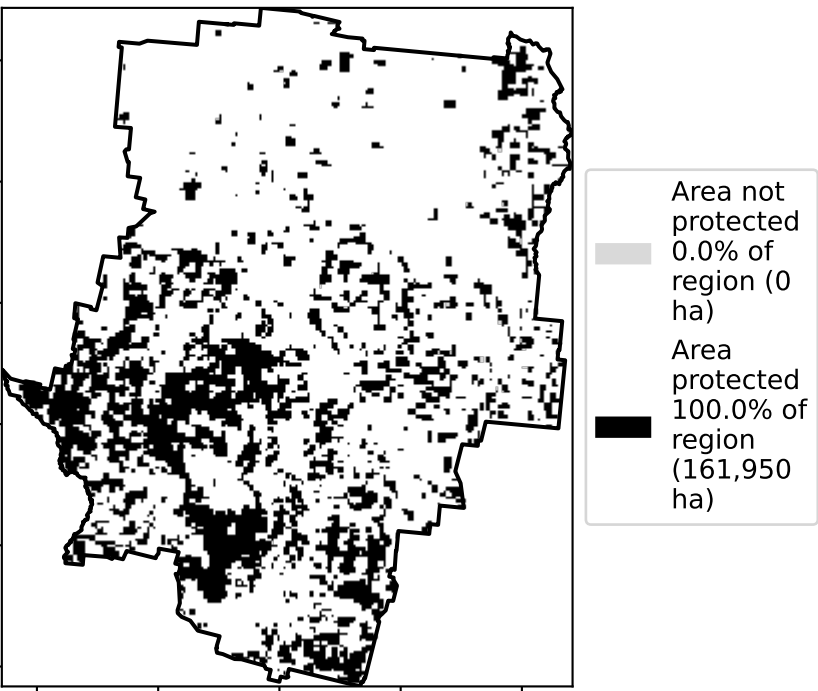 Area not
protected
0.0% of
region (0
ha)
Area
protected
100.0% of
region
(161,950
ha)